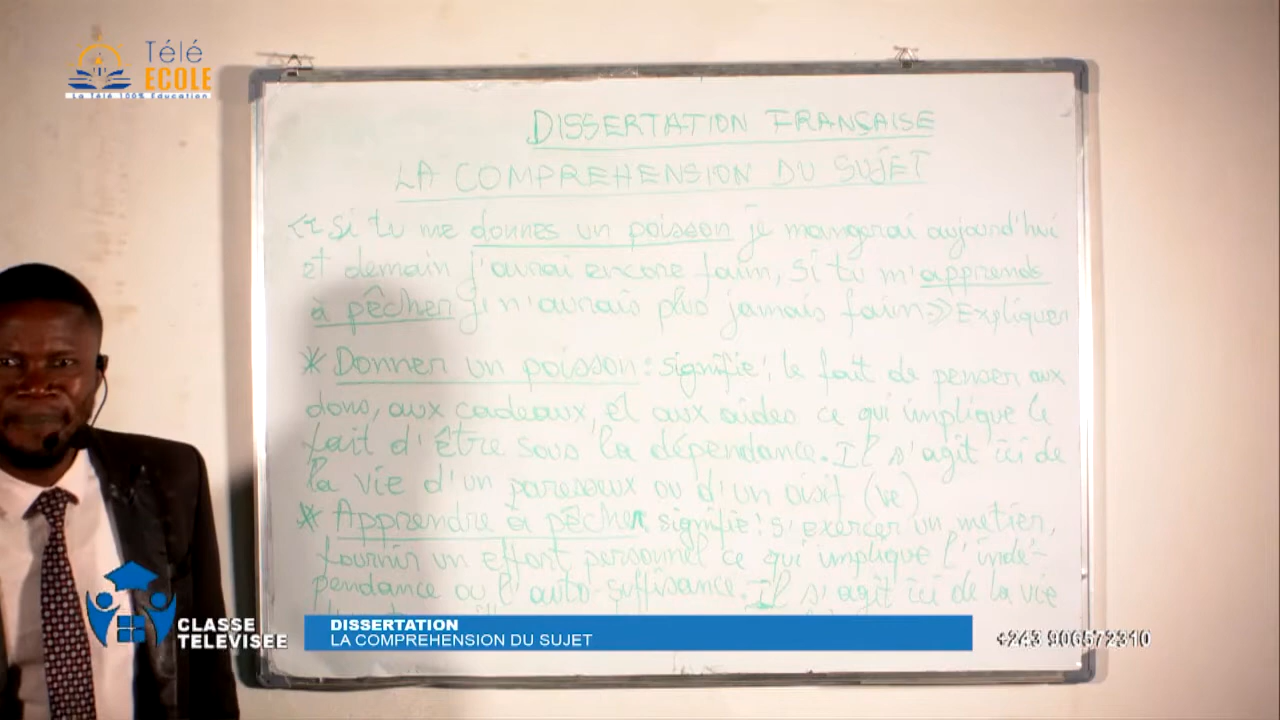 Télé
ECOLE
La Télé 100% Education
DISSERTATION FRANÇAISE
LA COMPREHENSION DU SUJET
<< Si tu me donnes un poisson je mangerai aujourd'hui
et demain j'aurai encore faim, si tu m'apprends
à pêcher je n'aurais plus jamais faim >> Expliquer
* Donner un poisson : signifie : le fait de penser aux
dons, aux cadeaux, et aux aides ce qui implique le
fait d'être sous la dépendance. Il s'agit ici de
la vie d'un paresseux ou d'un oisif (ve)
* Apprendre à pêcher signifie : s'exercer un metier,
fournir un effort personnel ce qui implique l'indé-
pendance ou l'auto suffisance. Il s'agit ici de la vie
CLASSE
TELEVISEE
DISSERTATION
LA COMPREHENSION DU SUJET
+243 906572310